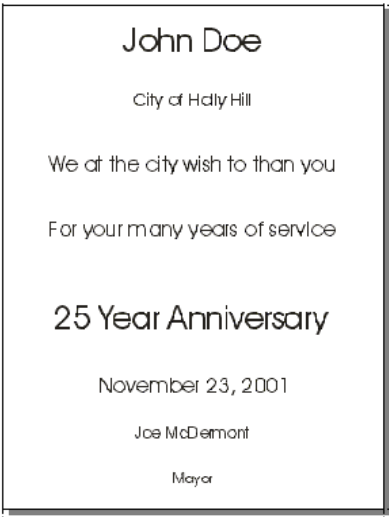 John Doe
City of Holly Hill
We at the city wish to than you
For your many years of service
25 Year Anniversary
November 23, 2001
Joe McDermont
Mayor